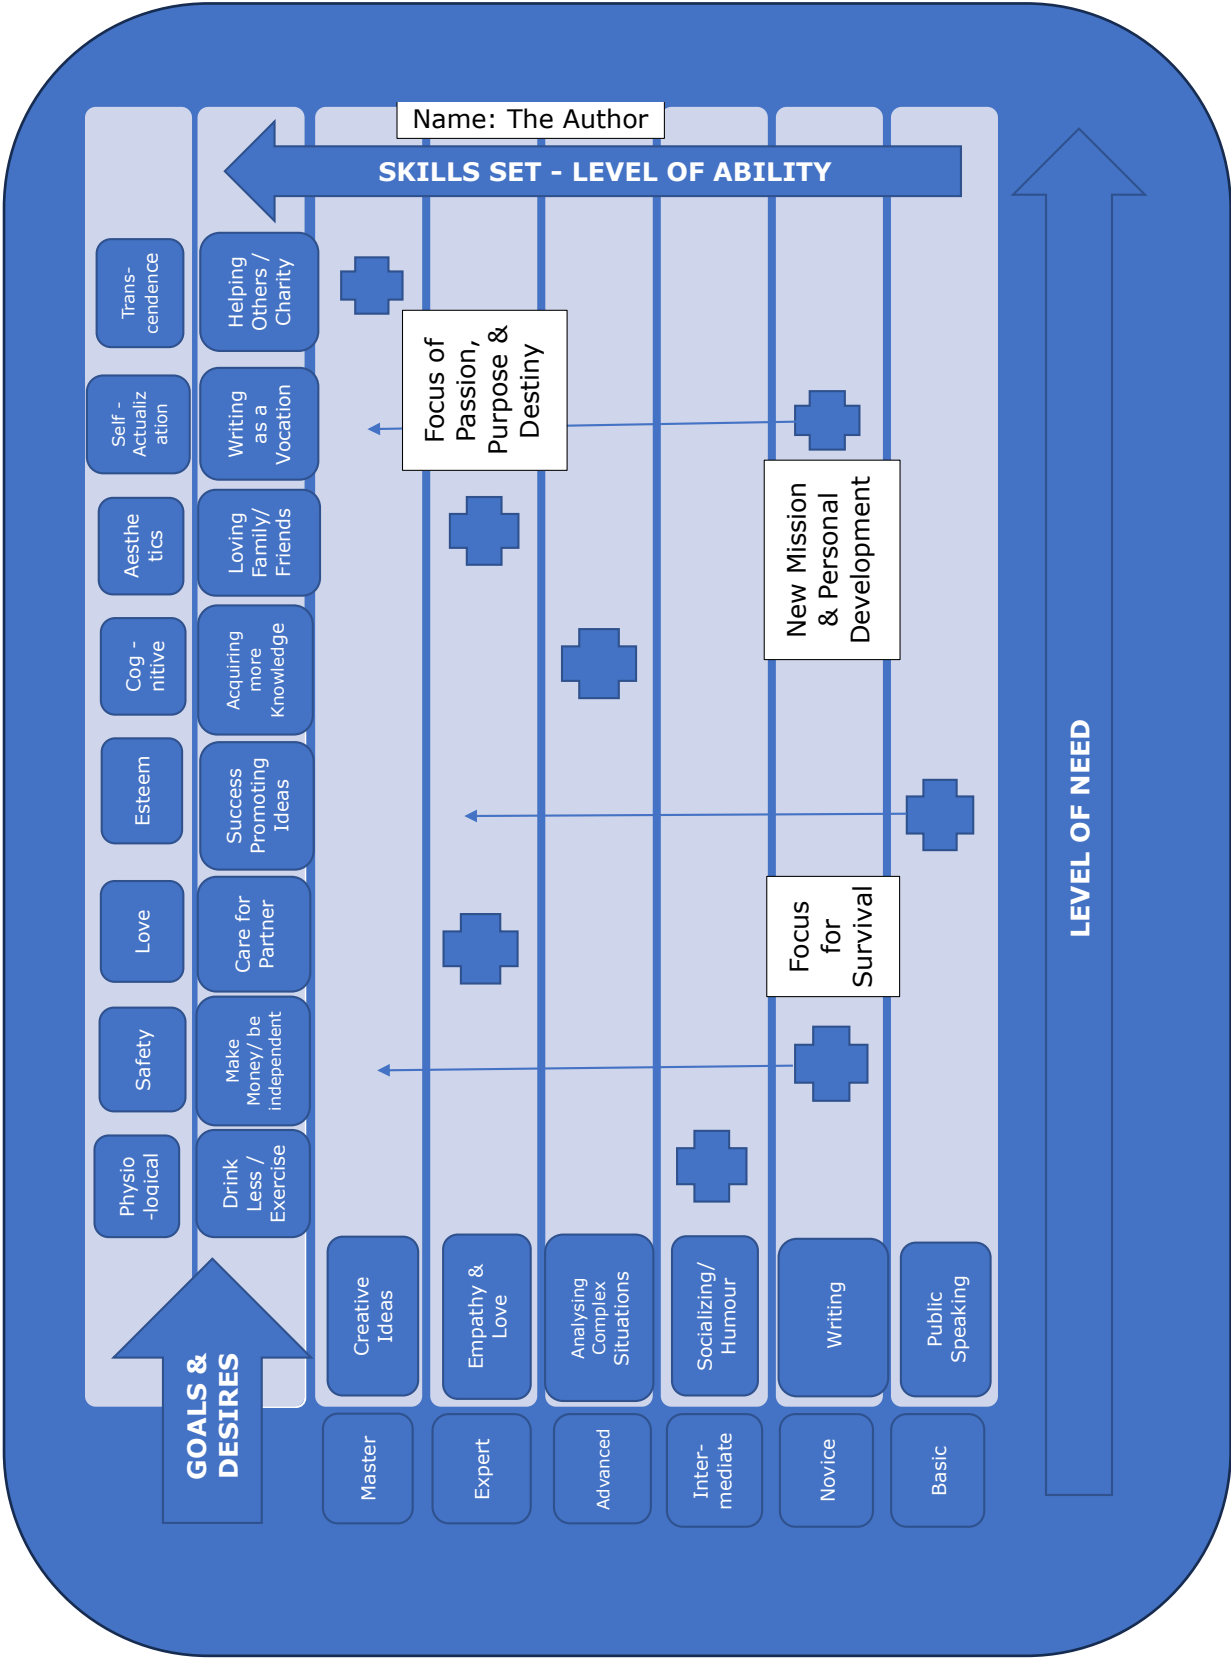 Name: The Author
SKILLS SET – LEVEL OF ABILITY
Trans-
cendence
Helping
Others /
Charity
Self -
Actualiz
ation
Writing
as a
Vocation
Aesthe
tics
Loving
Family/
Friends
Cog -
nitive
Acquiring
more
Knowledge
Esteem
Success
Promoting
Ideas
Love
Care for
Partner
Safety
Make
Money/ be
independent
Physio
-logical
Drink
Less /
Exercise
Focus of
Passion,
Purpose &
Destiny
New Mission
& Personal
Development
Focus
for
Survival
LEVEL OF NEED
GOALS &
DESIRES
Creative
Ideas
Empathy &
Love
Analysing
Complex
Situations
Socializing/
Humour
Writing
Public
Speaking
Master
Expert
Advanced
Inter-
mediate
Novice
Basic